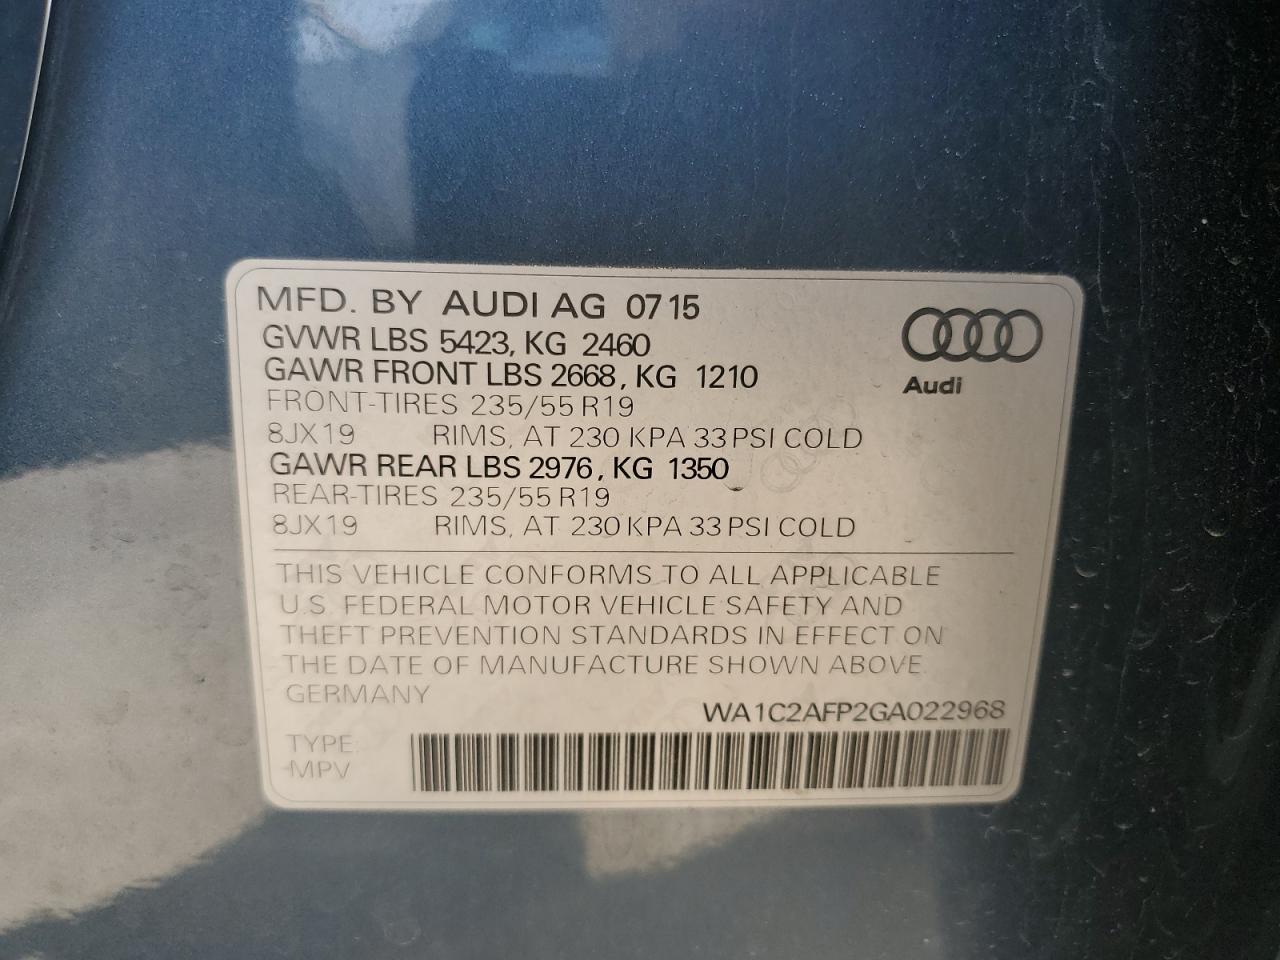 MFD. BY AUDI AG 0715
GVWR LBS 5423, KG 2460
GAWR FRONT LBS 2668, KG 1210
FRONT-TIRES 235/55 R19
8JX19 RIMS, AT 230 KPA 33 PSI COLD
GAWR REAR LBS 2976, KG 1350
REAR-TIRES 235/55 R19
8JX19 RIMS, AT 230 KPA 33 PSI COLD
Audi
THIS VEHICLE CONFORMS TO ALL APPLICABLE
U.S. FEDERAL MOTOR VEHICLE SAFETY AND
THEFT PREVENTION STANDARDS IN EFFECT ON
THE DATE OF MANUFACTURE SHOWN ABOVE.
GERMANY
WA1C2AFP2GA022968
TYPE:
MPV